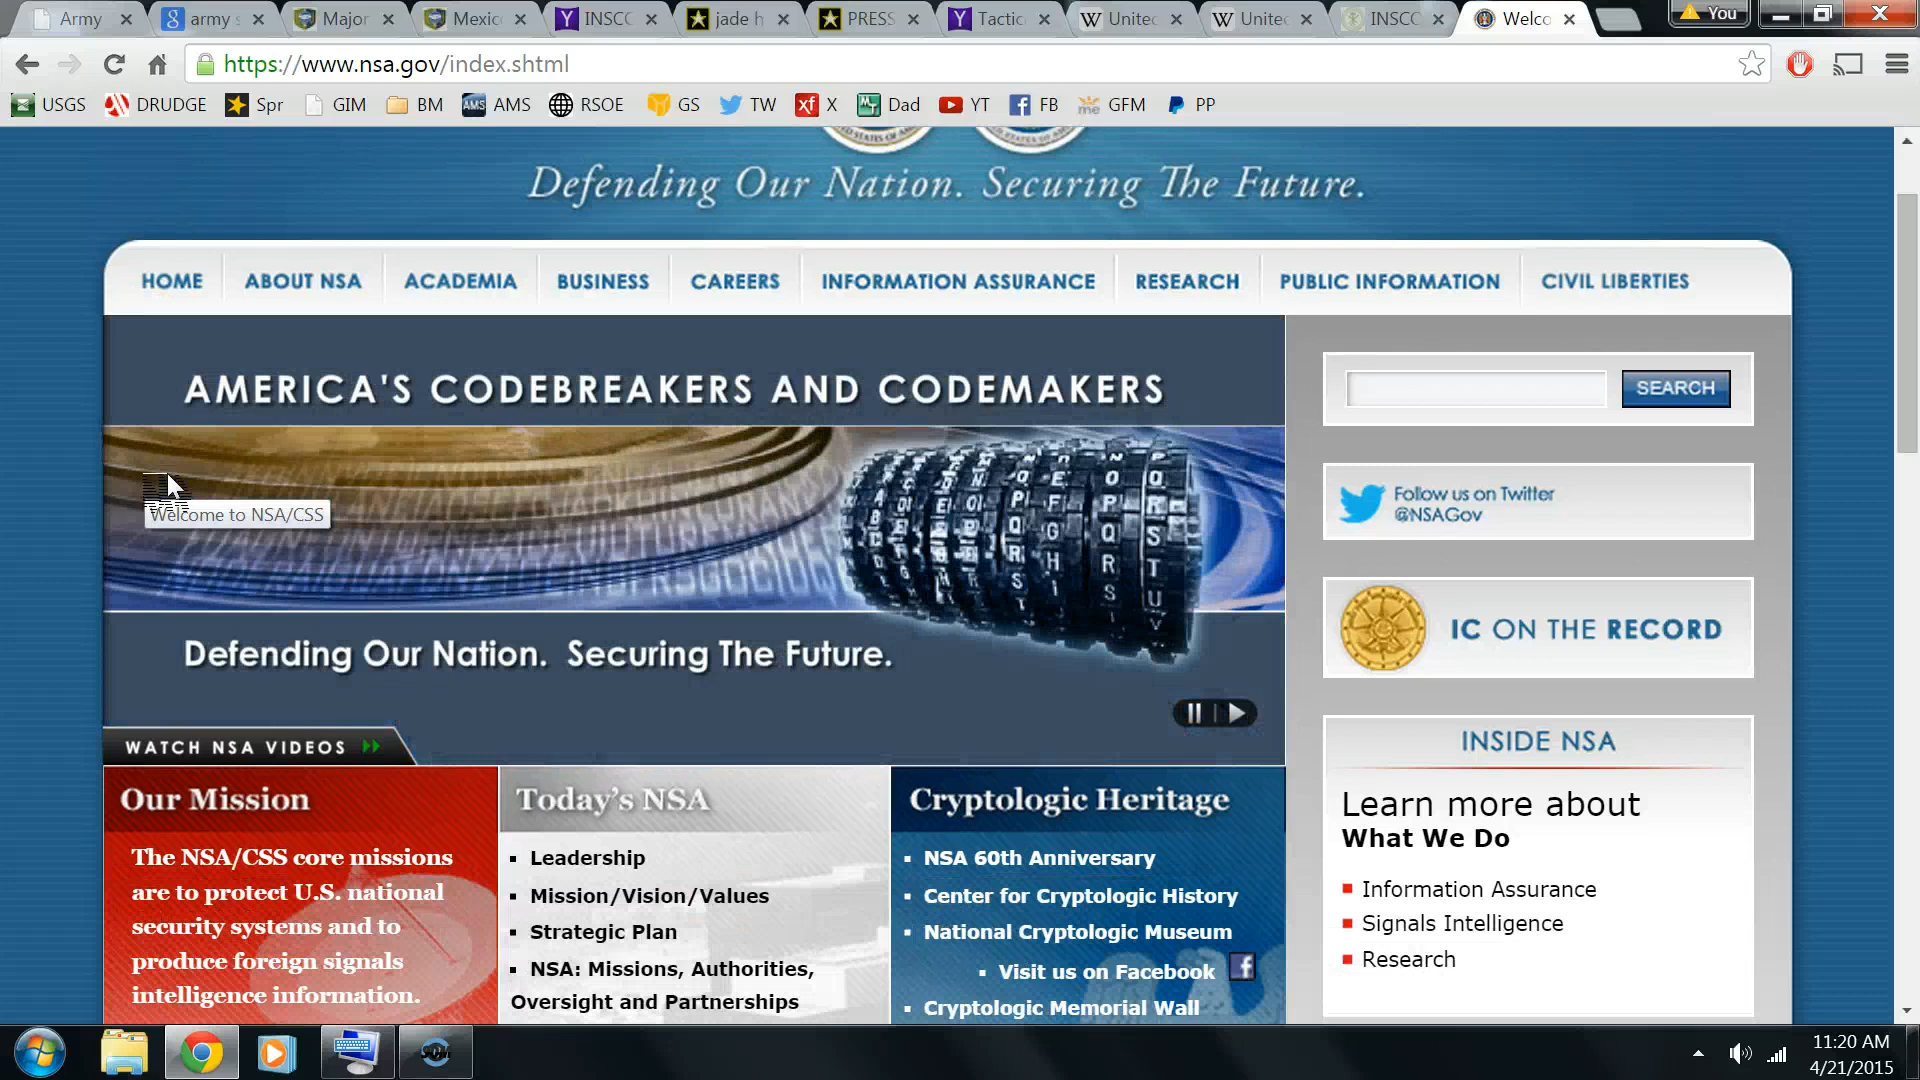 Army
army s
Major
Mexic
INSCC
jade h
PRESS
Tactic
Unitec
Unitec
INSCC
Welco
You
https://www.nsa.gov/index.shtml
USGS
DRUDGE
Spr
GIM
BM
AMS
RSOE
GS
TW
X
Dad
YT
FB
GFM
PP
Defending Our Nation. Securing The Future.
HOME
ABOUT NSA
ACADEMIA
BUSINESS
CAREERS
INFORMATION ASSURANCE
RESEARCH
PUBLIC INFORMATION
CIVIL LIBERTIES
AMERICA'S CODEBREAKERS AND CODEMAKERS
Welcome to NSA/CSS
Defending Our Nation. Securing The Future.
WATCH NSA VIDEOS
SEARCH
Follow us on Twitter
@NSAGov
IC ON THE RECORD
INSIDE NSA
Learn more about
What We Do
Information Assurance
Signals Intelligence
Research
Our Mission
The NSA/CSS core missions
are to protect U.S. national
security systems and to
produce foreign signals
intelligence information.
Today's NSA
Leadership
Mission/Vision/Values
Strategic Plan
NSA: Missions, Authorities,
Oversight and Partnerships
Cryptologic Heritage
NSA 60th Anniversary
Center for Cryptologic History
National Cryptologic Museum
Visit us on Facebook
Cryptologic Memorial Wall
11:20 AM
4/21/2015